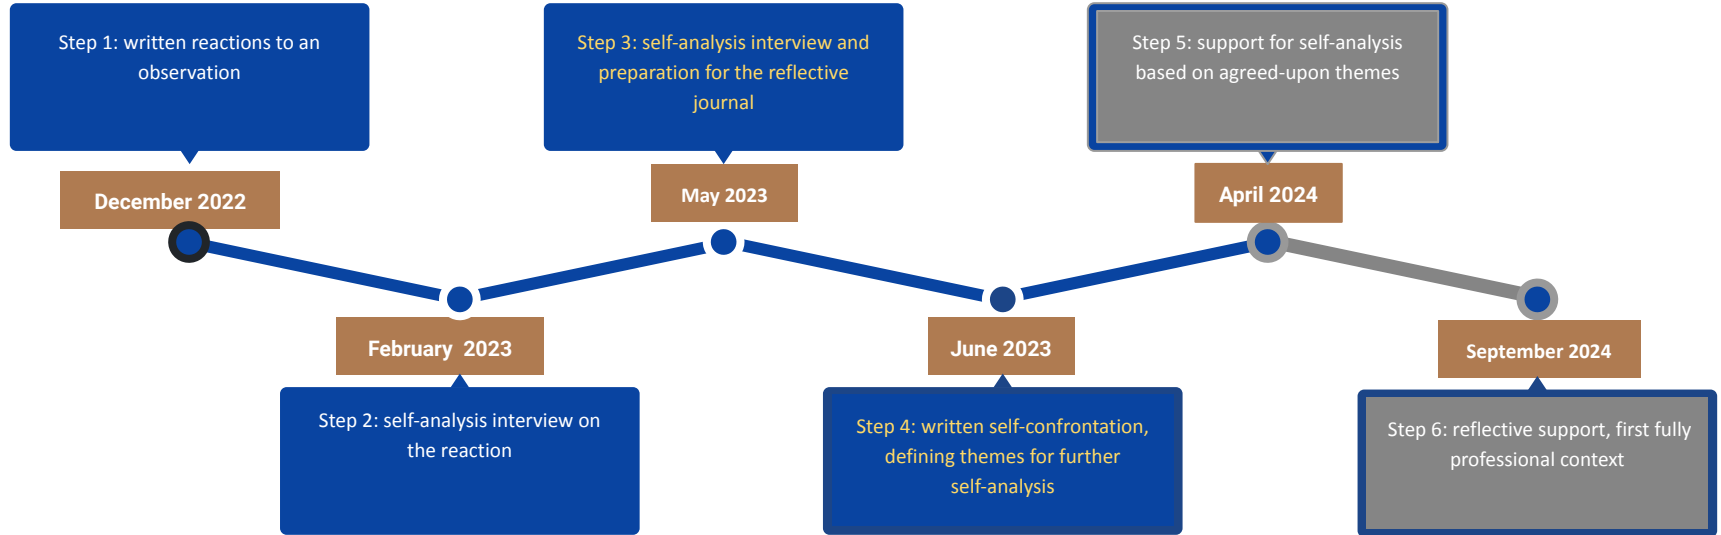 Step 1: written reactions to an
observation
December 2022
February  2023
Step 2: self-analysis interview on
the reaction
Step 3: self-analysis interview and
preparation for the reflective
journal
May 2023
June 2023
Step 4: written self-confrontation,
defining themes for further
self-analysis
Step 5: support for self-analysis
based on agreed-upon themes
April 2024
September 2024
Step 6: reflective support, first fully
professional context